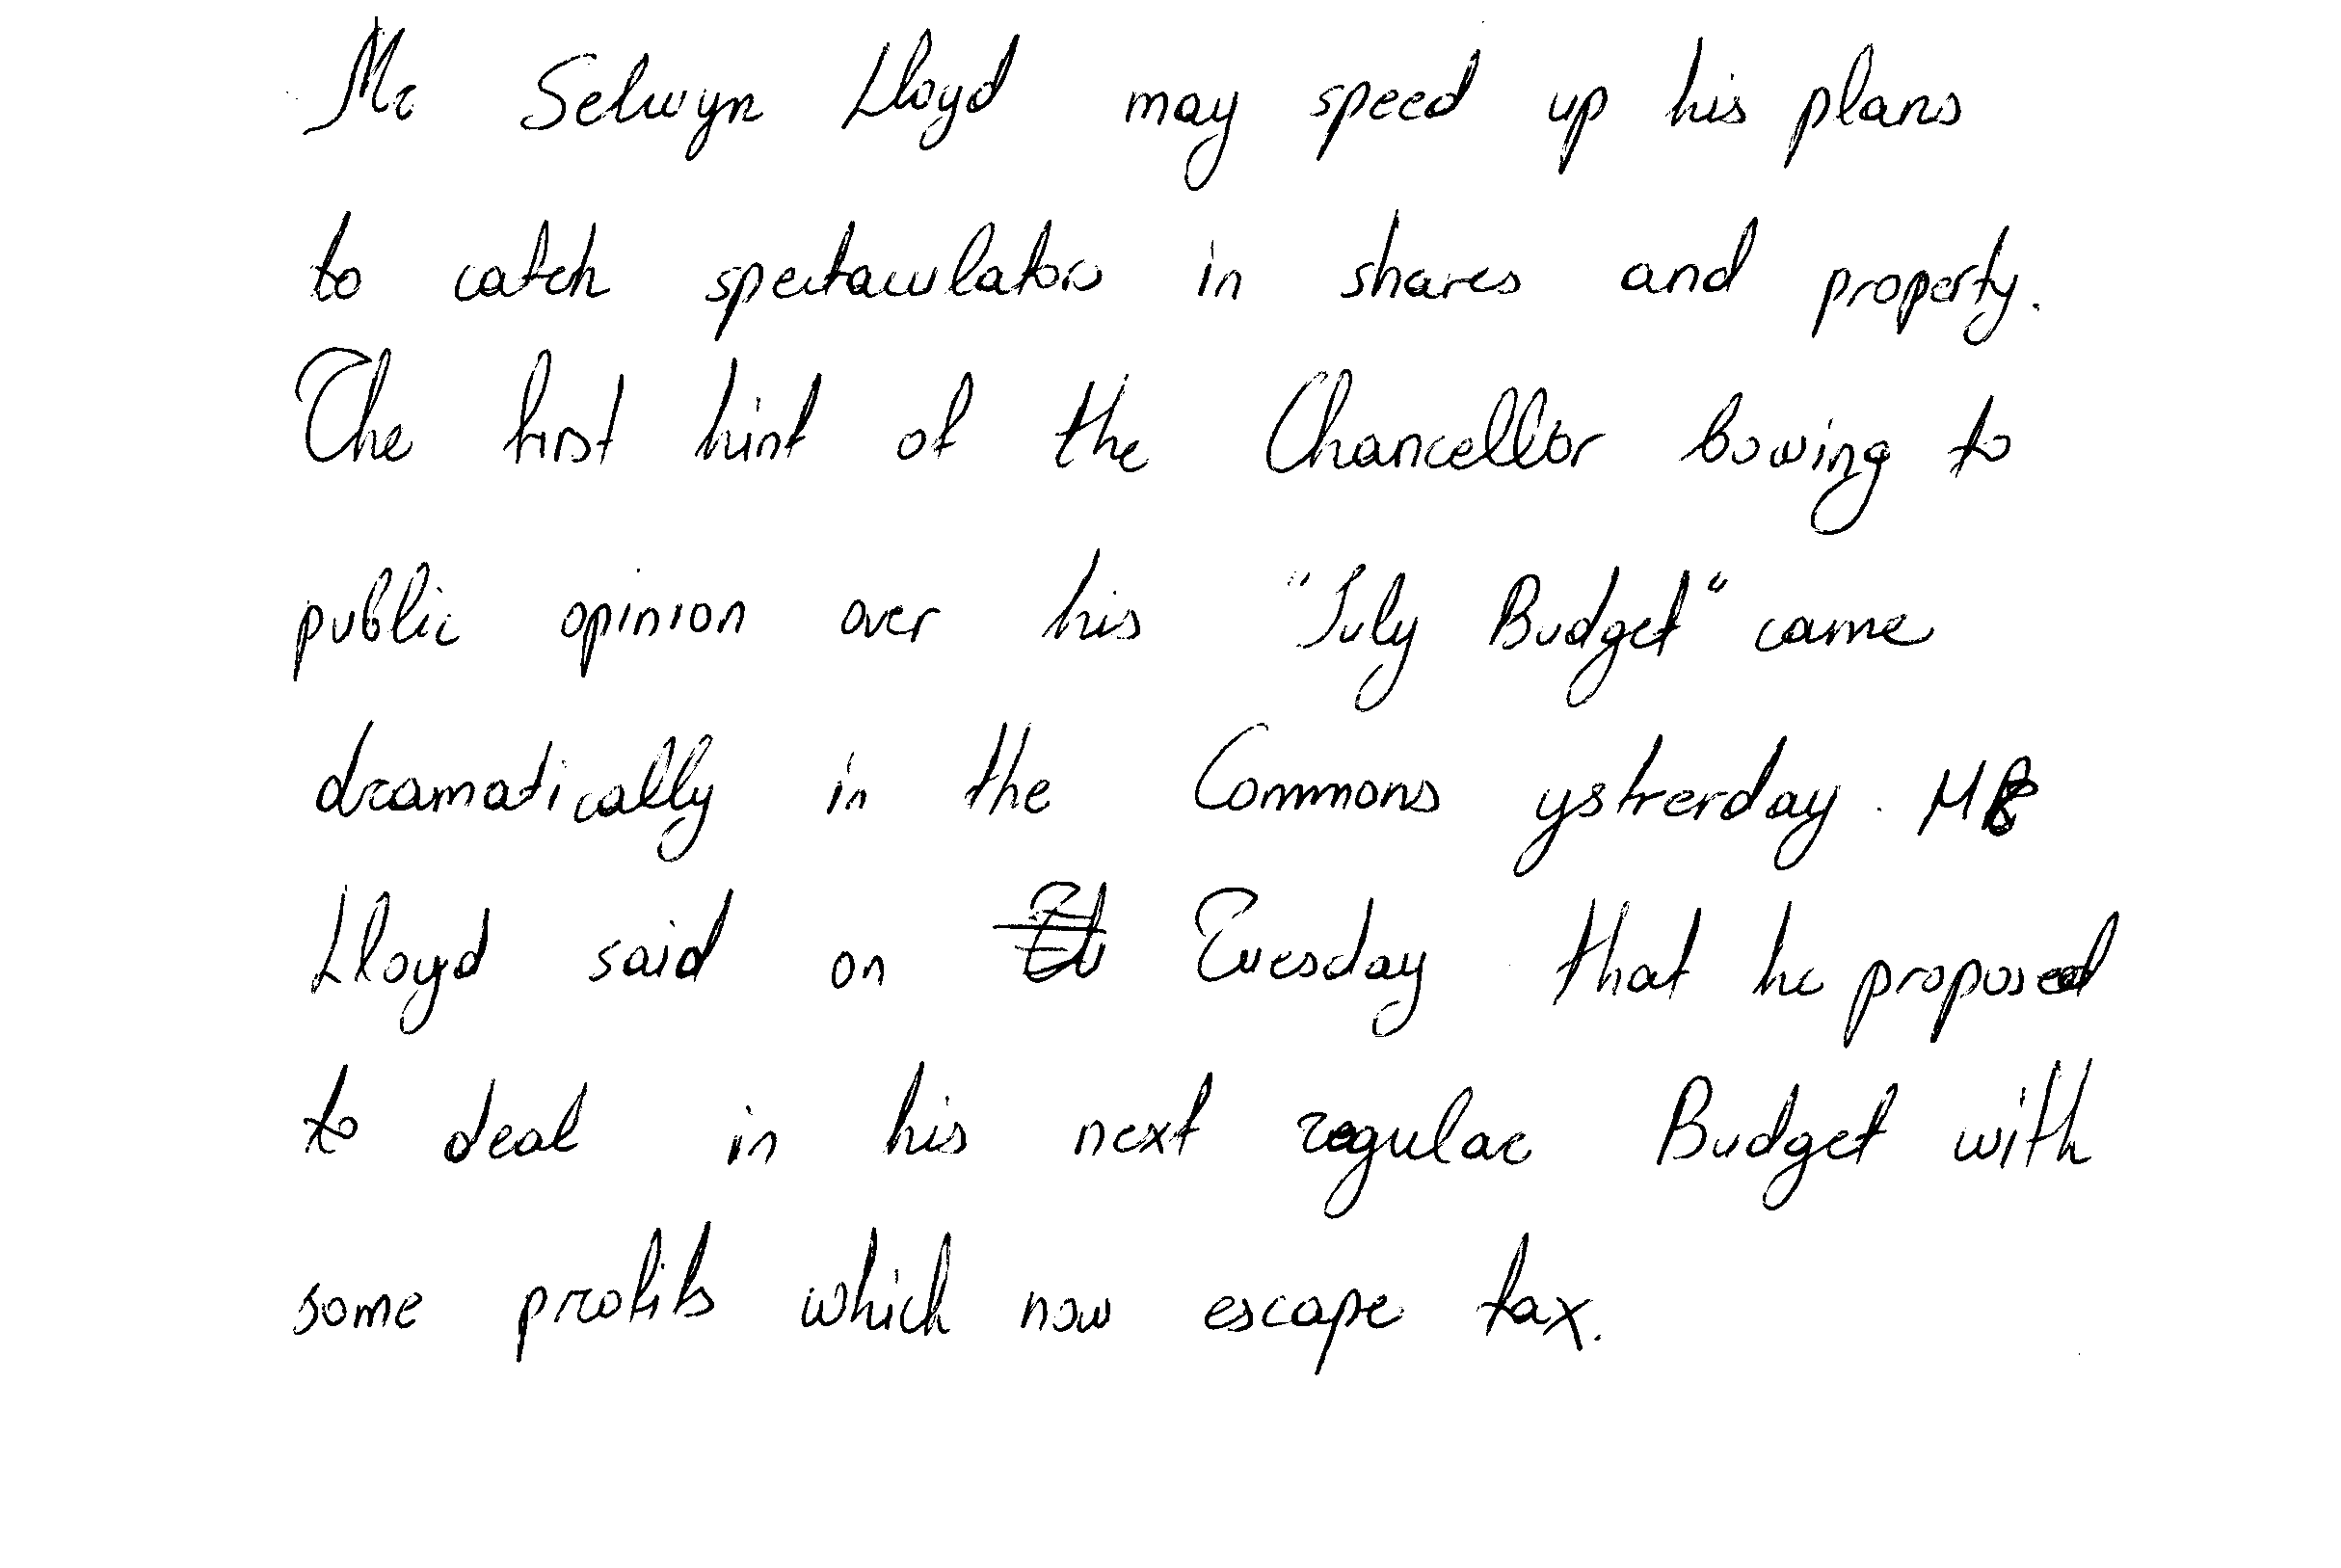 Mr Selwyn Lloyd may speed up his plans
to catch spectaculators in shares and property.
The first hint of the Chancellor bowing to
public opinion over his "July Budget" came
dramatically in the Commons ystrerday. Mr
Lloyd said on Tuesday that he proposed
to deal in his next regular Budget with
some profits which now escape tax.